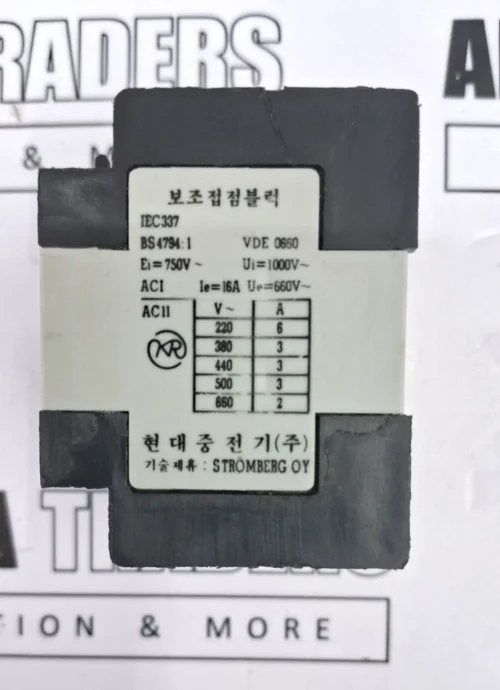 RADERS
A
&
보조접점블럭
IEC337
BS4794:1 VDE 0660
Ei=750V~ Ui=1000V~
AC1 Ie=16A Ue=660V~
AC11 V~ A
220 6
380 3
440 3
500 3
660 2
현대중전기(주)
기술제휴 : STRÖMBERG OY
A
TION & MORE